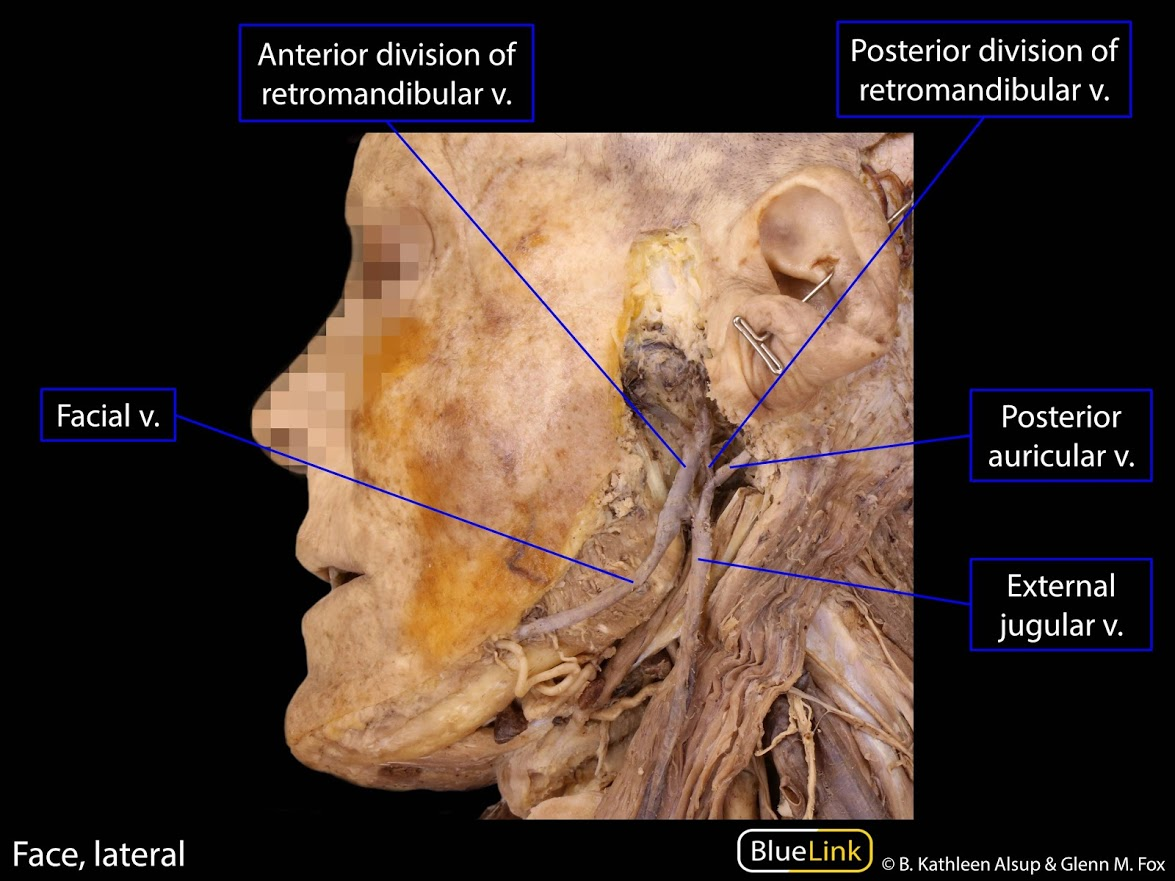 Anterior division of
retromandibular v.
Posterior division of
retromandibular v.
Facial v.
Posterior
auricular v.
External
jugular v.
Face, lateral
BlueLink
© B. Kathleen Alsup & Glenn M. Fox